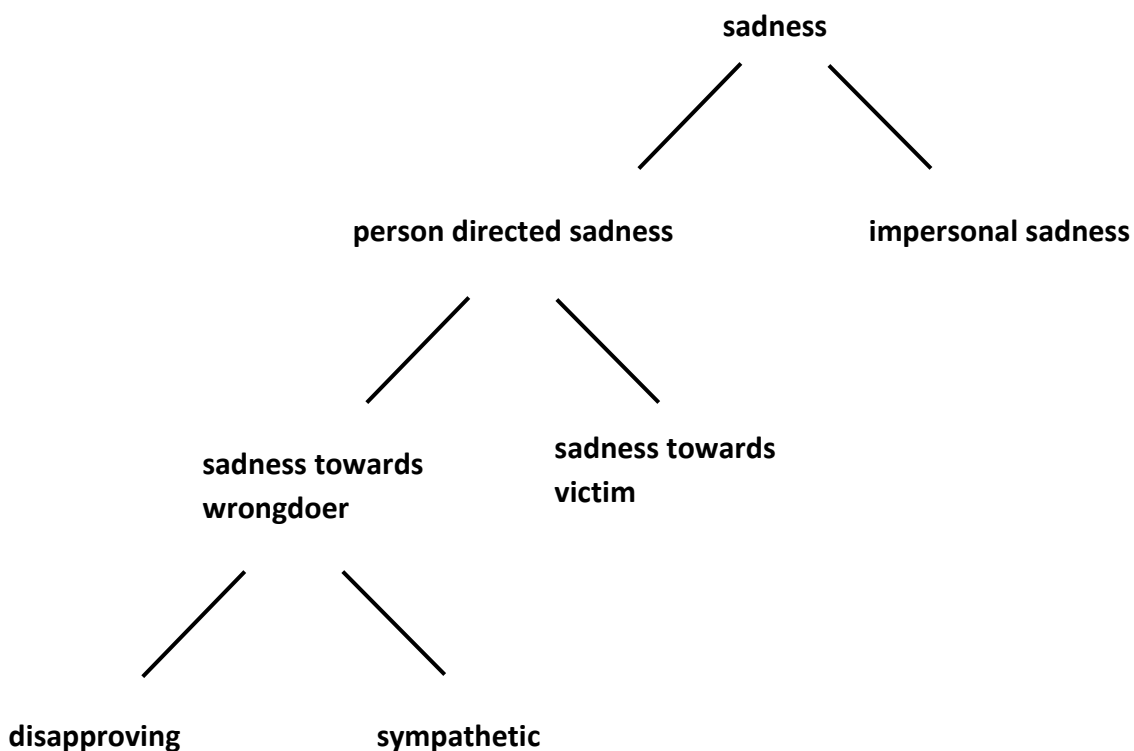 sadness
person directed sadness
impersonal sadness
sadness towards
wrongdoer
sadness towards
victim
disapproving
sympathetic